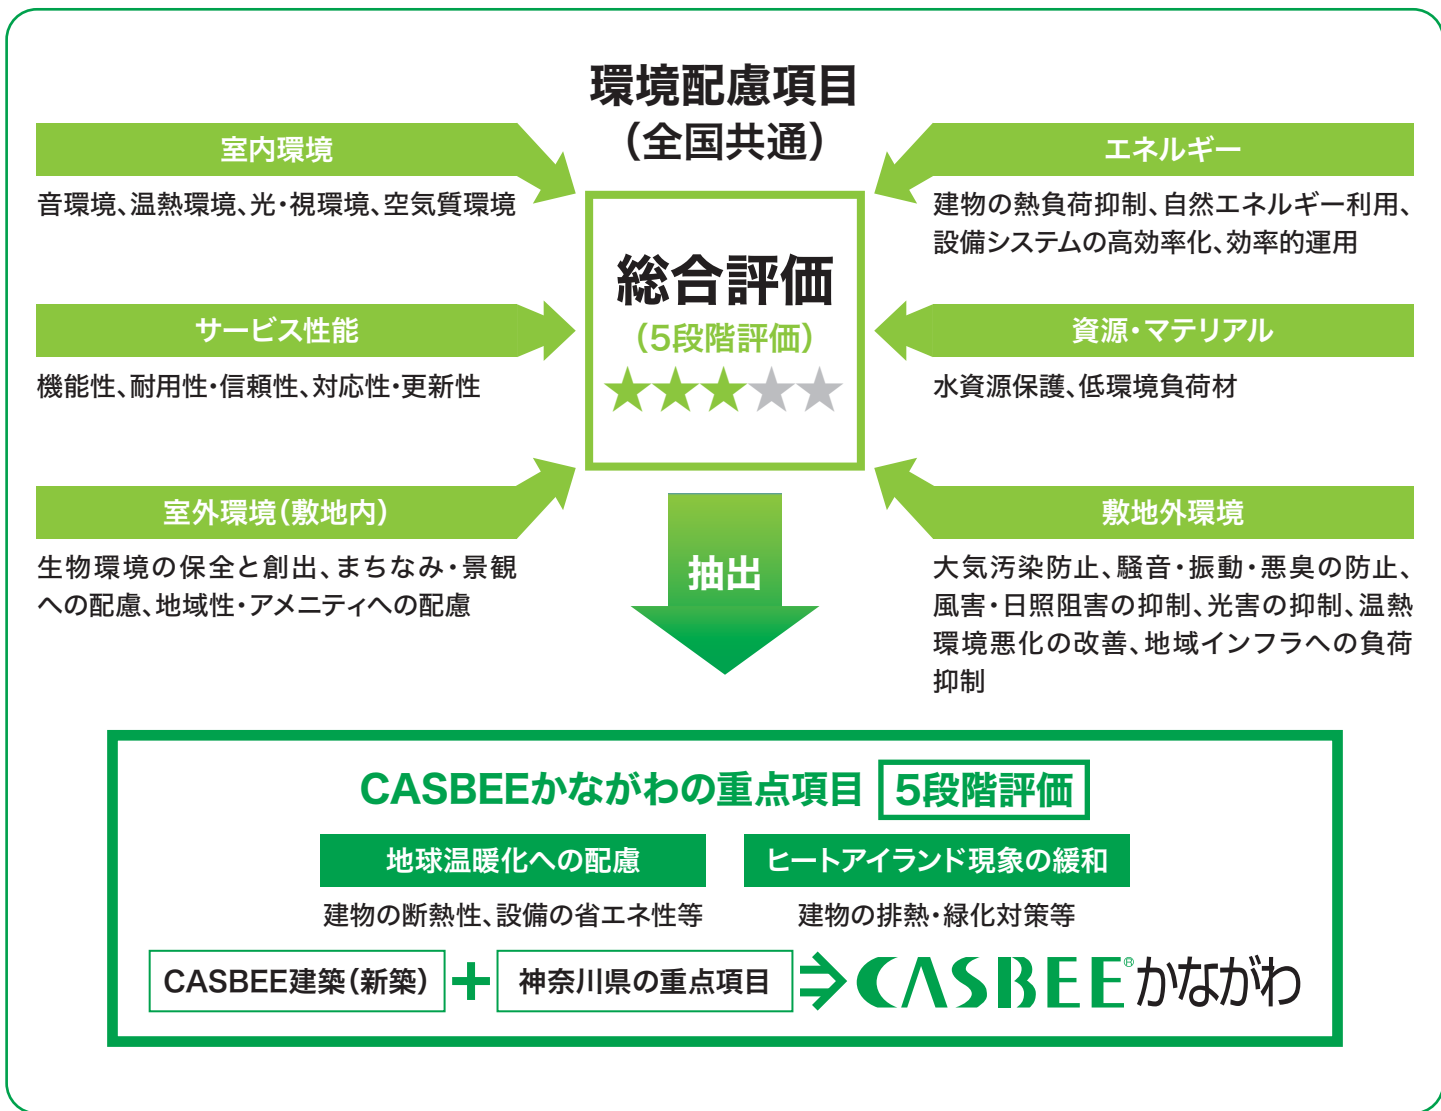 環境配慮項目
（全国共通）
室内環境
音環境、温熱環境、光・視環境、空気質環境
サービス性能
機能性、耐用性・信頼性、対応性・更新性
室外環境（敷地内）
生物環境の保全と創出、まちなみ・景観
への配慮、地域性・アメニティへの配慮
総合評価
（5段階評価）
★★★★★
エネルギー
建物の熱負荷抑制、自然エネルギー利用、
設備システムの高効率化、効率的運用
資源・マテリアル
水資源保護、低環境負荷材
敷地外環境
大気汚染防止、騒音・振動・悪臭の防止、
風害・日照阻害の抑制、光害の抑制、温熱
環境悪化の改善、地域インフラへの負荷
抑制
抽出
CASBEEかながわの重点項目 5段階評価
地球温暖化への配慮
建物の断熱性、設備の省エネ性等
ヒートアイランド現象の緩和
建物の排熱・緑化対策等
CASBEE建築（新築） + 神奈川県の重点項目 ⇒ CASBEE®かながわ